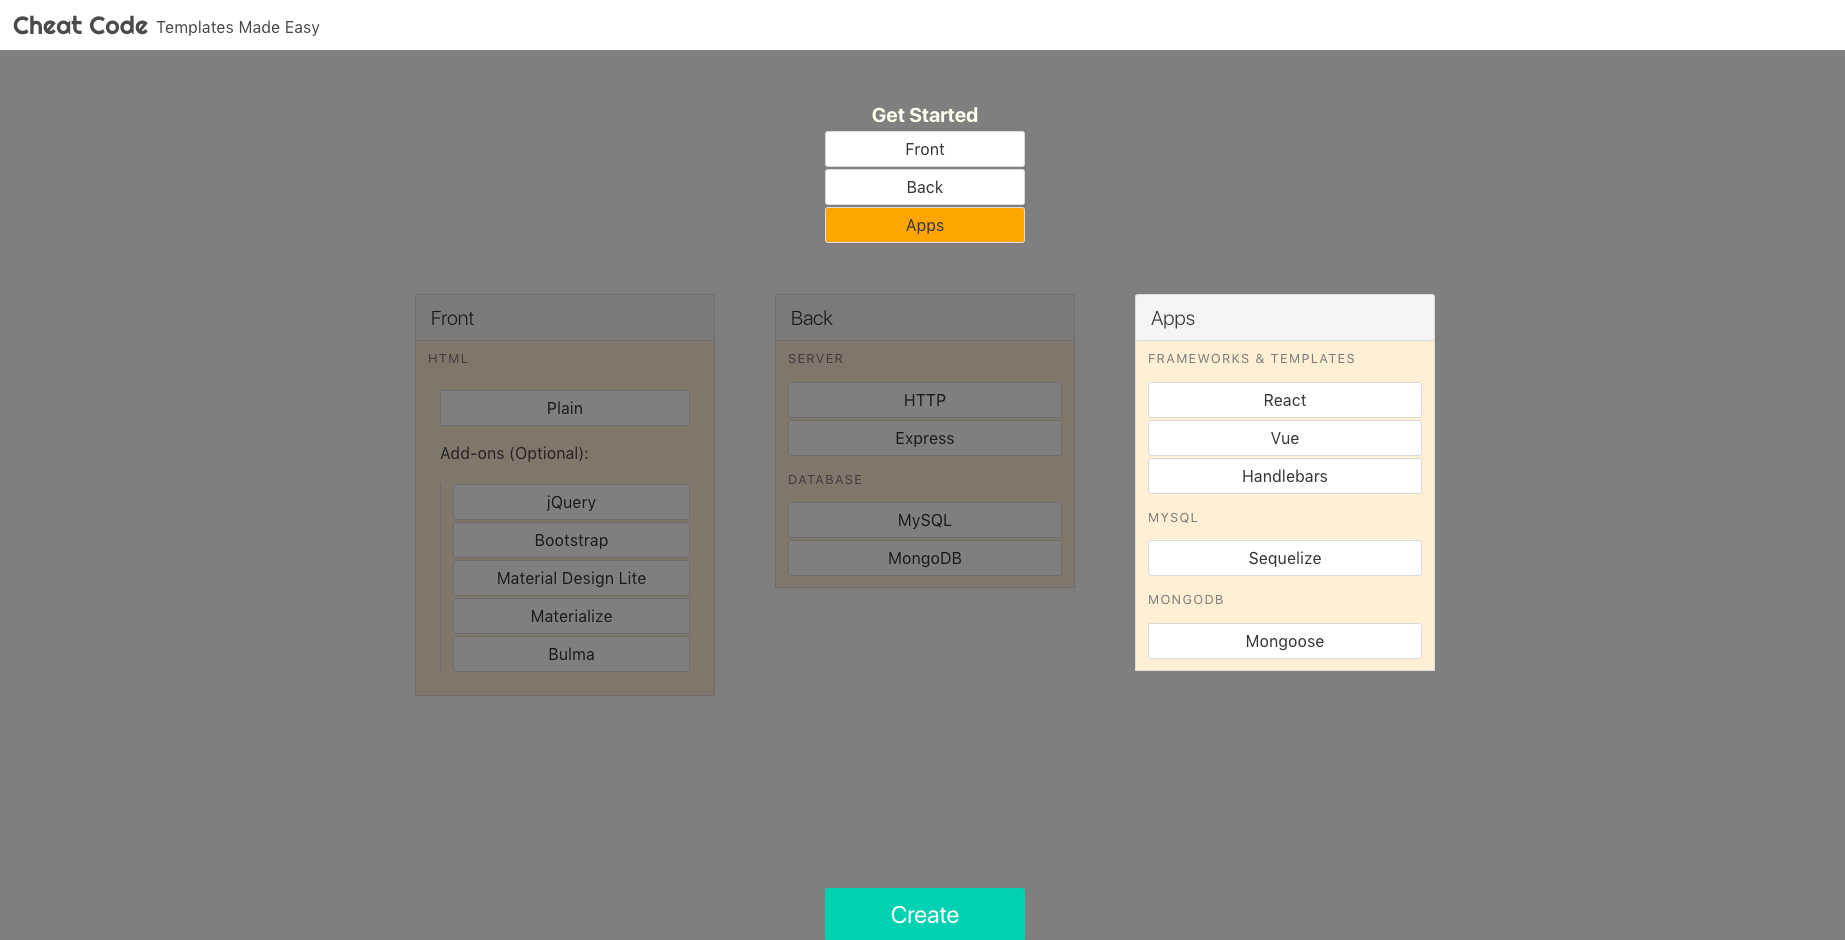 Cheat Code Templates Made Easy
Get Started
Front
Back
Apps
Front
HTML
Plain
Add-ons (Optional):
jQuery
Bootstrap
Material Design Lite
Materialize
Bulma
Back
SERVER
HTTP
Express
DATABASE
MySQL
MongoDB
Apps
FRAMEWORKS & TEMPLATES
React
Vue
Handlebars
MYSQL
Sequelize
MONGODB
Mongoose
Create